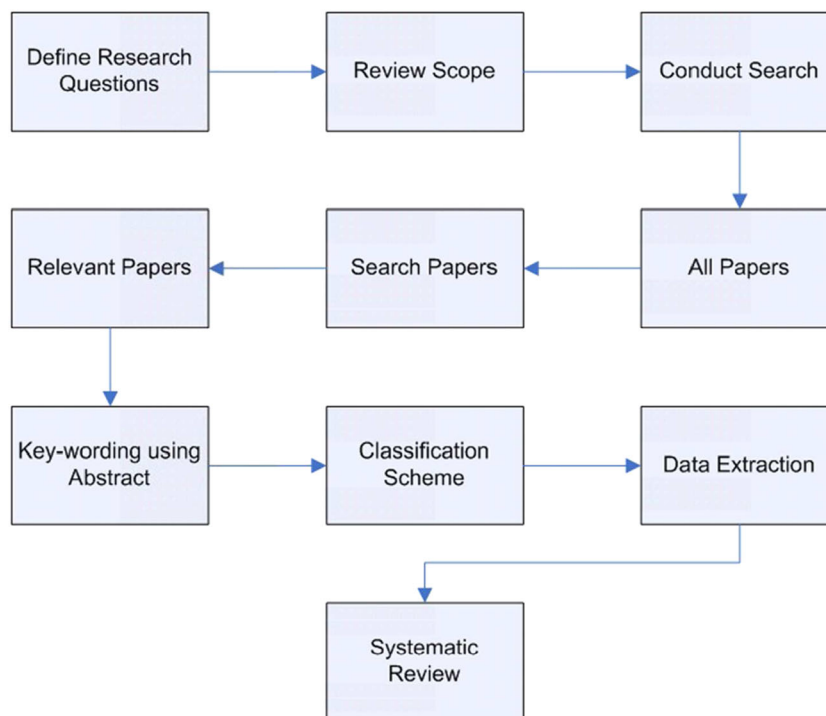 Define Research
Questions
Review Scope
Conduct Search
All Papers
Search Papers
Relevant Papers
Key-wording using
Abstract
Classification
Scheme
Data Extraction
Systematic
Review